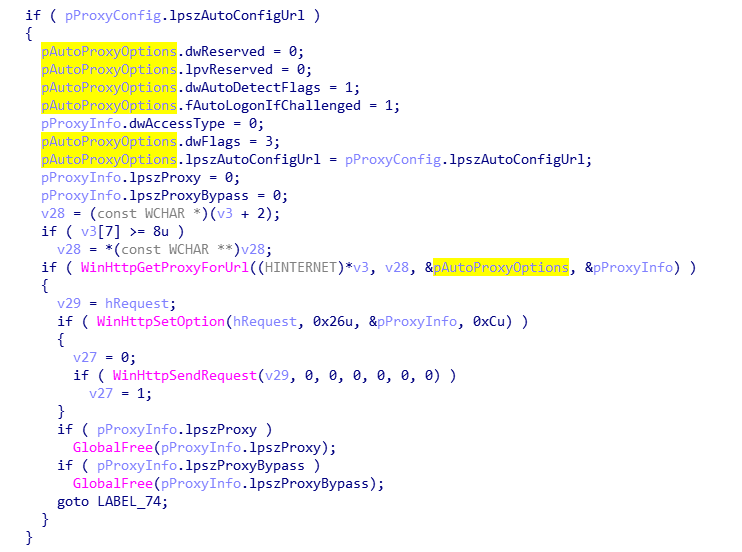 if ( pProxyConfig.lpszAutoConfigUrl )
{
pAutoProxyOptions.dwReserved = 0;
pAutoProxyOptions.lpvReserved = 0;
pAutoProxyOptions.dwAutoDetectFlags = 1;
pAutoProxyOptions.fAutoLogonIfChallenged = 1;
pProxyInfo.dwAccessType = 0;
pAutoProxyOptions.dwFlags = 3;
pAutoProxyOptions.lpszAutoConfigUrl = pProxyConfig.lpszAutoConfigUrl;
pProxyInfo.lpszProxy = 0;
pProxyInfo.lpszProxyBypass = 0;
v28 = (const WCHAR *)(v3 + 2);
if ( v3[7] >= 8u )
v28 = *(const WCHAR **)v28;
if ( WinHttpGetProxyForUrl((HINTERNET)*v3, v28, &pAutoProxyOptions, &pProxyInfo) )
{
v29 = hRequest;
if ( WinHttpSetOption(hRequest, 0x26u, &pProxyInfo, 0xCu) )
{
v27 = 0;
if ( WinHttpSendRequest(v29, 0, 0, 0, 0, 0, 0) )
v27 = 1;
}
if ( pProxyInfo.lpszProxy )
GlobalFree(pProxyInfo.lpszProxy);
if ( pProxyInfo.lpszProxyBypass )
GlobalFree(pProxyInfo.lpszProxyBypass);
goto LABEL_74;
}
}